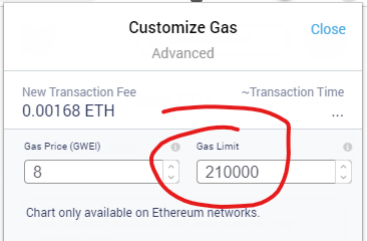 Customize Gas Close
Advanced
New Transaction Fee ~Transaction Time
0.00168 ETH ...
Gas Price (GWEI) Gas Limit
8 210000
Chart only available on Ethereum networks.